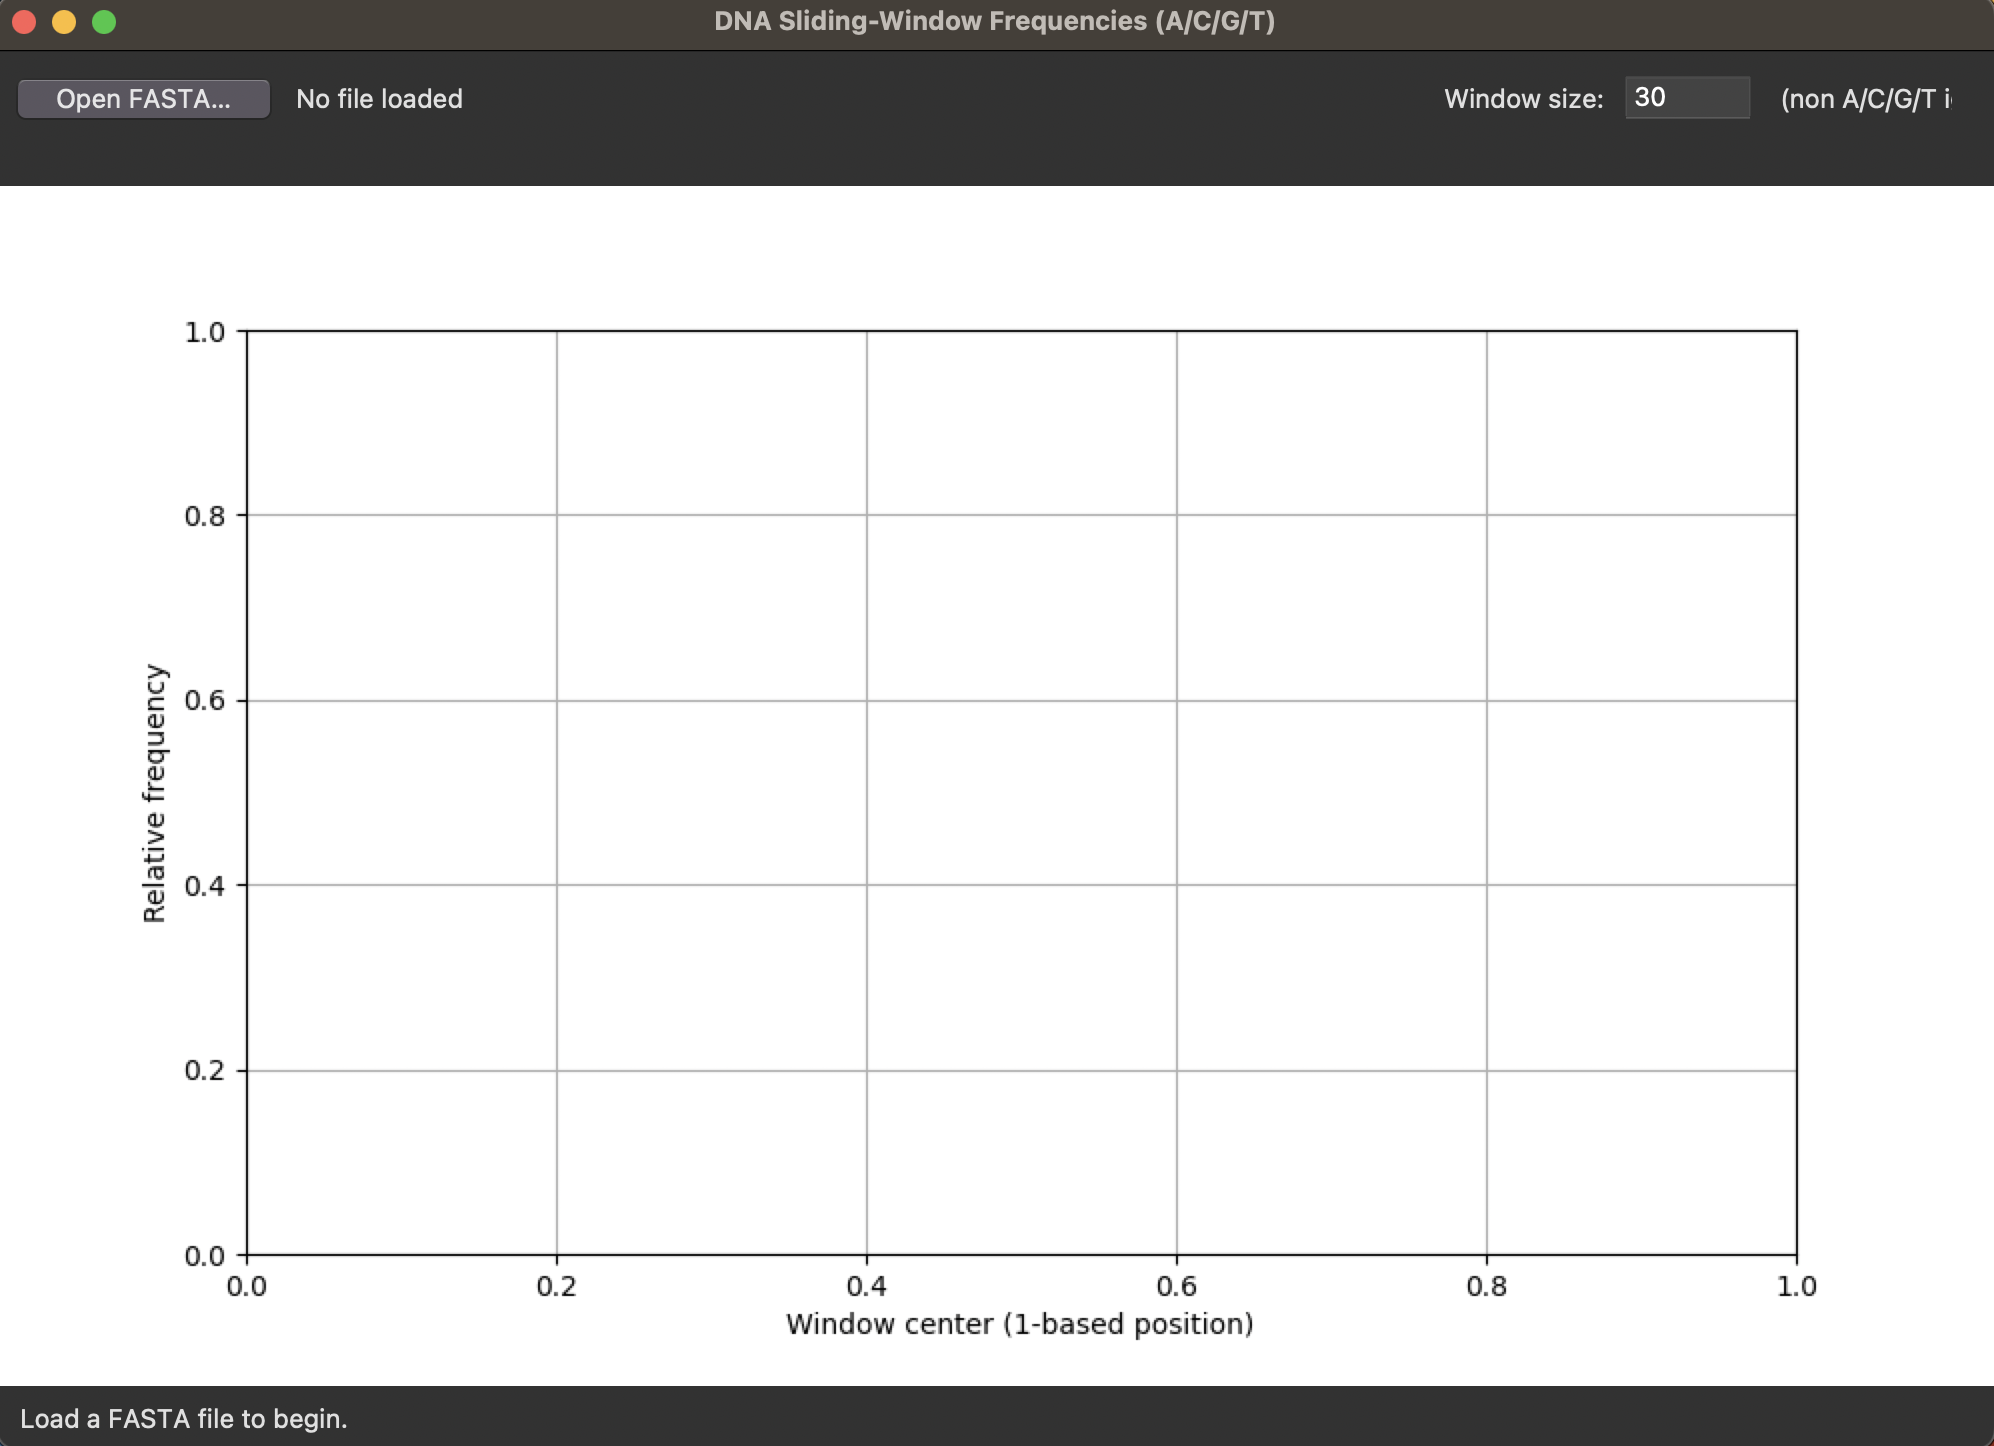 DNA Sliding-Window Frequencies (A/C/G/T)
Open FASTA... No file loaded Window size: 30 (non A/C/G/T
1.0
0.8
0.6
0.4
0.2
0.0
Relative frequency
0.0 0.2 0.4 0.6 0.8 1.0
Window center (1-based position)
Load a FASTA file to begin.